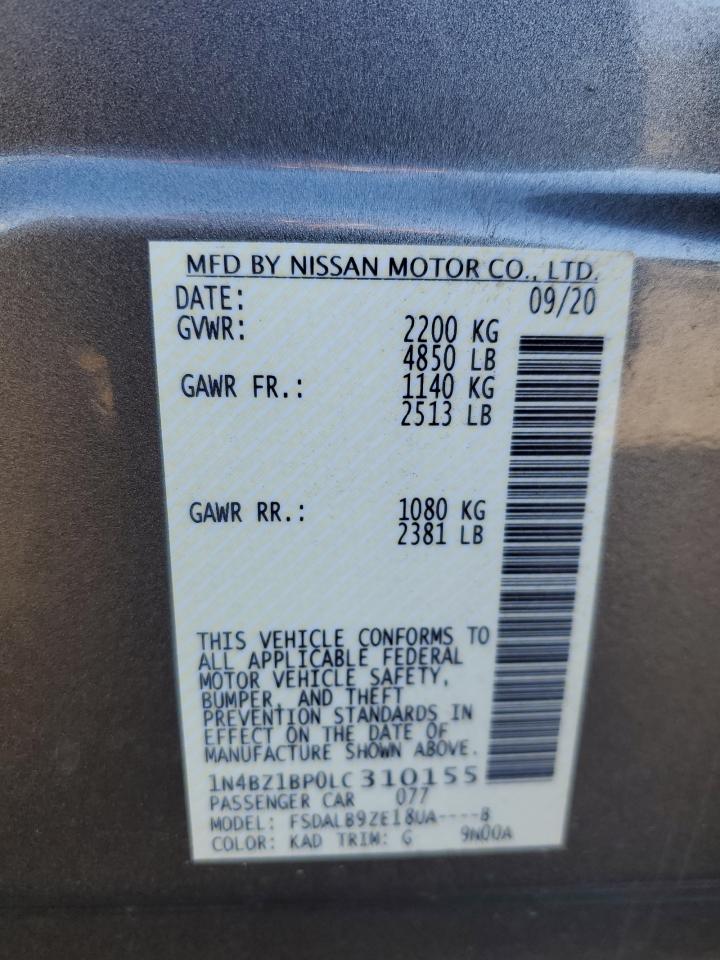 MFD BY NISSAN MOTOR CO., LTD.
DATE: 09/20
GVWR: 2200 KG
4850 LB
GAWR FR.: 1140 KG
2513 LB
GAWR RR.: 1080 KG
2381 LB
THIS VEHICLE CONFORMS TO
ALL APPLICABLE FEDERAL
MOTOR VEHICLE SAFETY,
BUMPER, AND THEFT
PREVENTION STANDARDS IN
EFFECT ON THE DATE OF
MANUFACTURE SHOWN ABOVE.
1N4BZ1BP0LC 310155
PASSENGER CAR 077
MODEL: FSDALB9ZE18UA----8
COLOR: KAD TRIM: G 9N00A